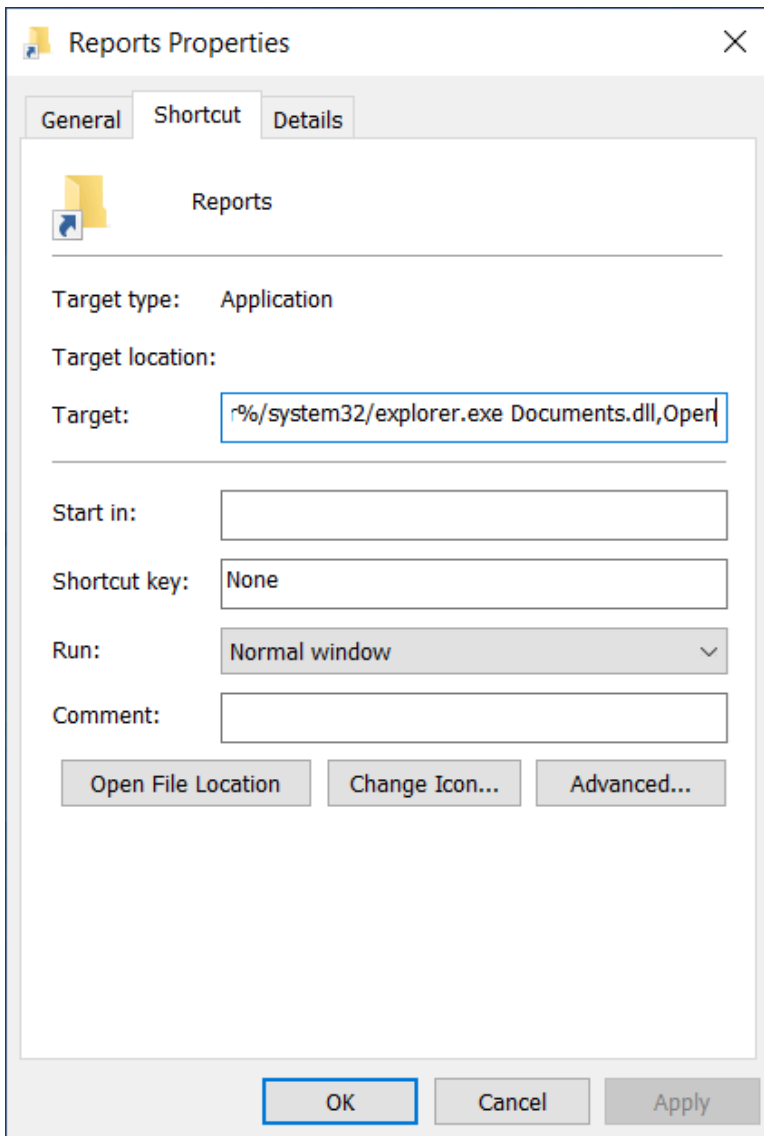 Reports Properties
General Shortcut Details
Reports
Target type: Application
Target location:
Target: r%/system32/explorer.exe Documents.dll,Open
Start in:
Shortcut key: None
Run: Normal window
Comment:
Open File Location Change Icon... Advanced...
OK Cancel Apply